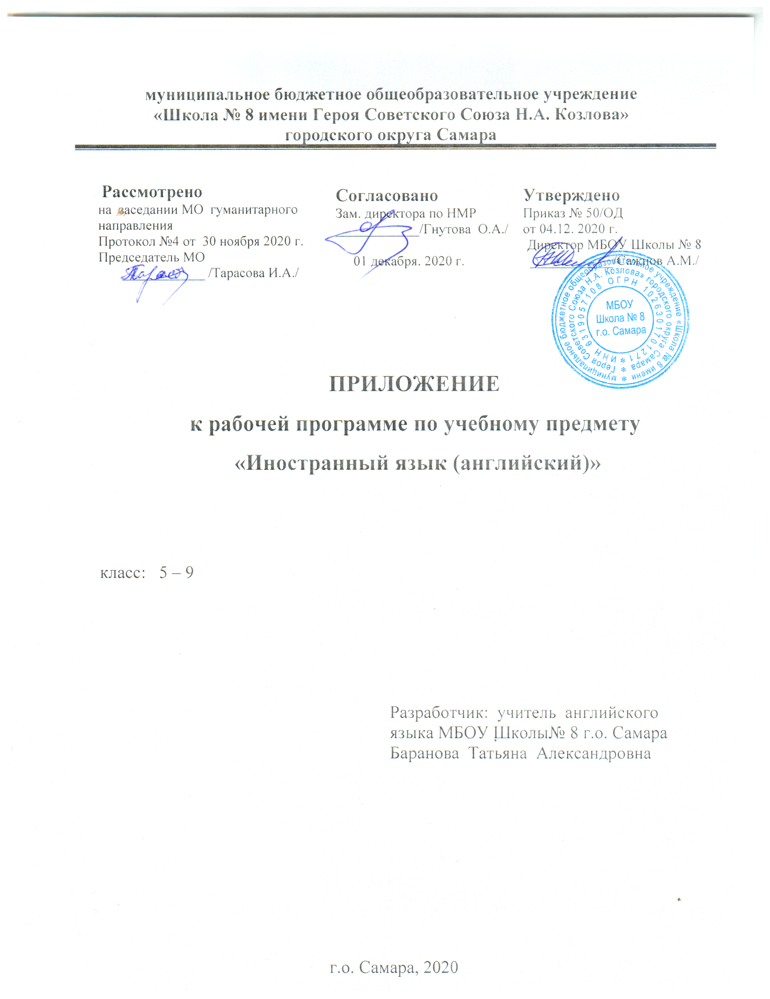 муниципальное бюджетное общеобразовательное учреждение
«Школа № 8 имени Героя Советского Союза Н.А. Козлова»
городского округа Самара
Рассмотрено
на заседании МО гуманитарного
направления
Протокол №4 от 30 ноября 2020 г.
Председатель МО
/Тарасова И.А./
Согласовано
Зам. директора по НМР
/Гнутова О.А./
01 декабря. 2020 г.
Утверждено
Приказ № 50/ОД
от 04.12. 2020 г.
Директор МБОУ Школы № 8
/Сажнов А.М./
муниципальное бюджетное общеобразовательное учреждение «Школа № 8 имени
Героя Советского Союза Н.А. Козлова» городского округа Самара
ИНН 6319057108 ОГРН 1026301701271
МБОУ
Школа № 8
г.о. Самара
ПРИЛОЖЕНИЕ
к рабочей программе по учебному предмету
«Иностранный язык (английский)»
класс: 5 – 9
Разработчик: учитель английского
языка МБОУ Школы№ 8 г.о. Самара
Баранова Татьяна Александровна
г.о. Самара, 2020